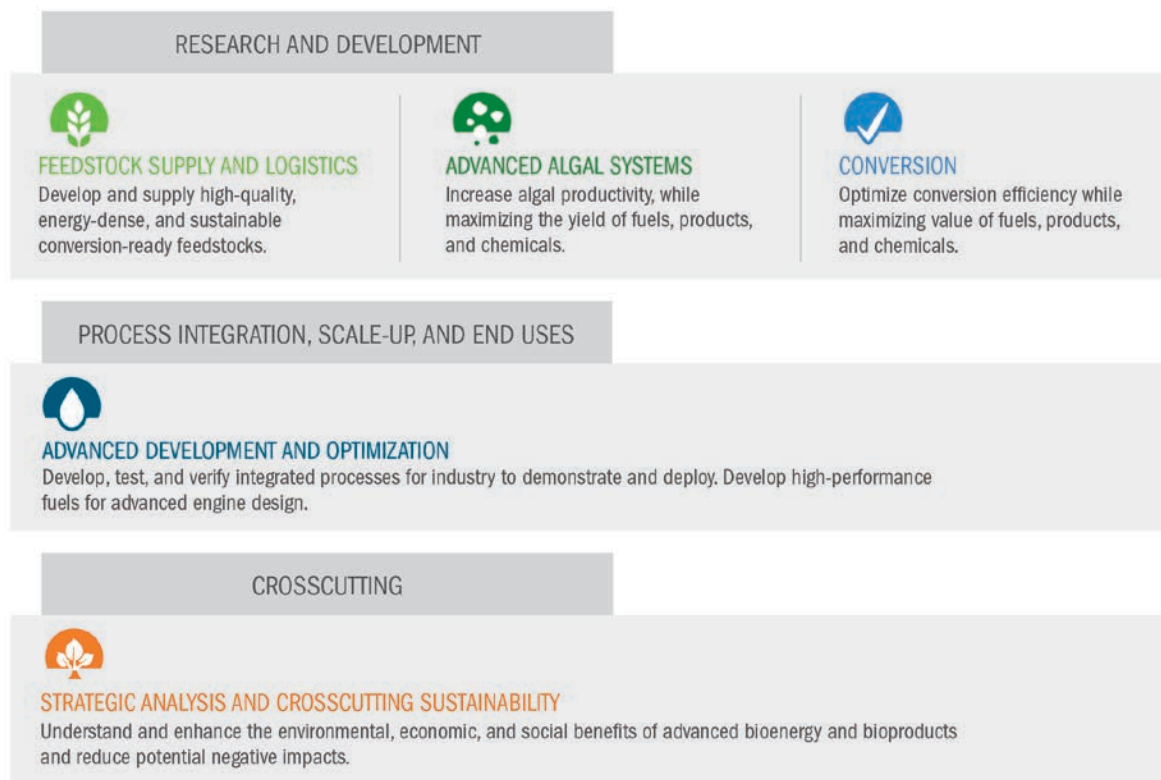 RESEARCH AND DEVELOPMENT
FEEDSTOCK SUPPLY AND LOGISTICS
Develop and supply high-quality,
energy-dense, and sustainable
conversion-ready feedstocks.
ADVANCED ALGAL SYSTEMS
Increase algal productivity, while
maximizing the yield of fuels, products,
and chemicals.
CONVERSION
Optimize conversion efficiency while
maximizing value of fuels, products,
and chemicals.
PROCESS INTEGRATION, SCALE-UP, AND END USES
ADVANCED DEVELOPMENT AND OPTIMIZATION
Develop, test, and verify integrated processes for industry to demonstrate and deploy. Develop high-performance
fuels for advanced engine design.
CROSSCUTTING
STRATEGIC ANALYSIS AND CROSSCUTTING SUSTAINABILITY
Understand and enhance the environmental, economic, and social benefits of advanced bioenergy and bioproducts
and reduce potential negative impacts.